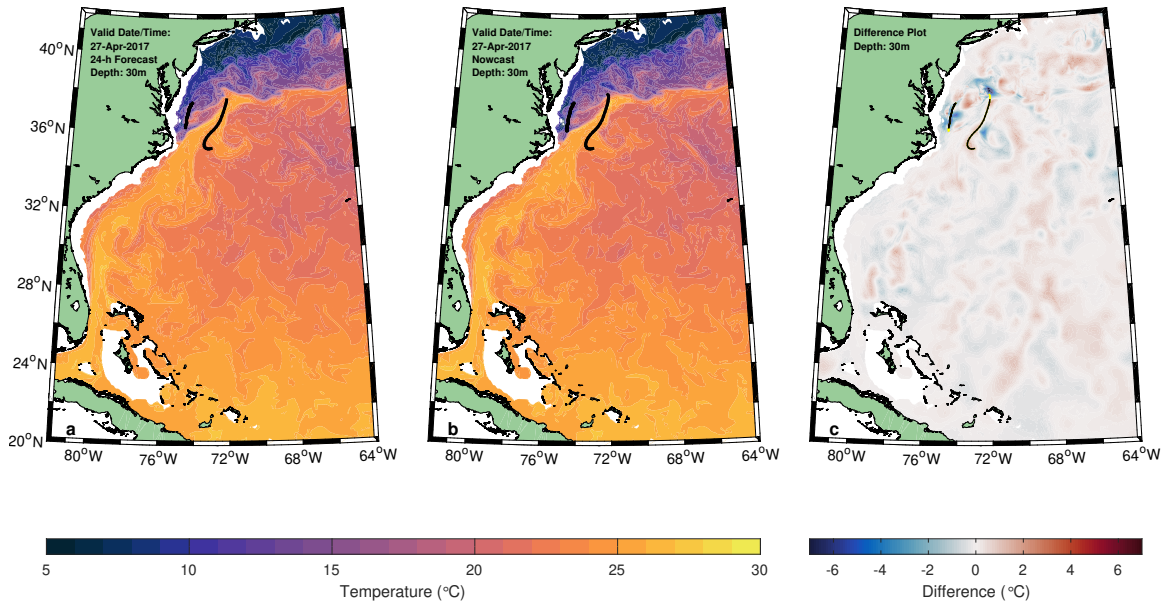 Valid Date/Time:
27-Apr-2017
24-h Forecast
Depth: 30m
Valid Date/Time:
27-Apr-2017
Nowcast
Depth: 30m
Difference Plot
Depth: 30m
40°N
36°N
32°N
28°N
24°N
20°N
a
b
c
80°W 76°W 72°W 68°W 64°W
80°W 76°W 72°W 68°W 64°W
80°W 76°W 72°W 68°W 64°W
5 10 15 20 25 30
Temperature (°C)
-6 -4 -2 0 2 4 6
Difference (°C)